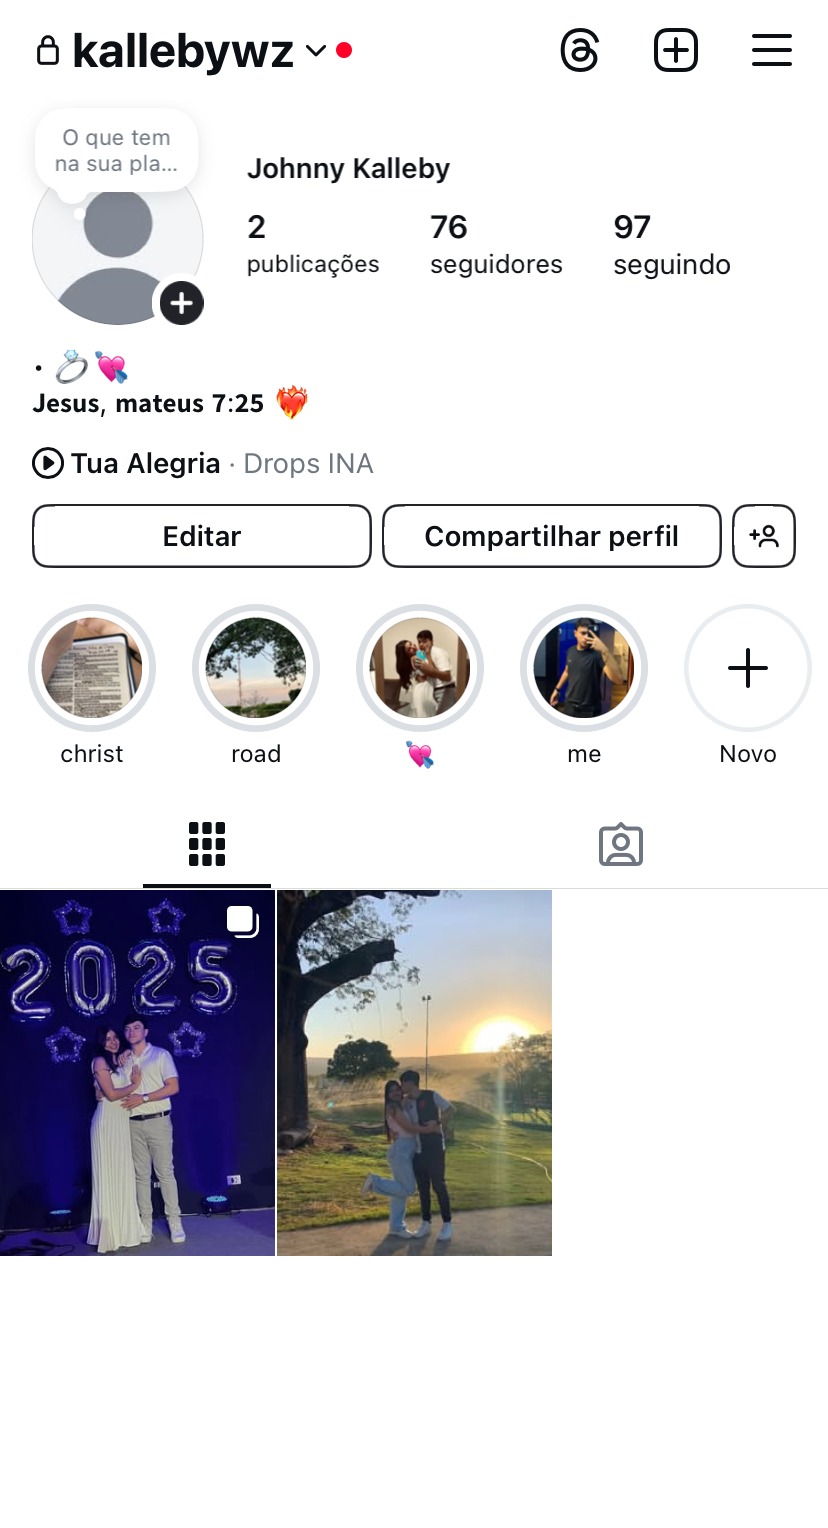 kallebywz
O que tem
na sua pla...
Johnny Kalleby
2 76 97
publicações seguidores seguindo
• 💍💘
Jesus, mateus 7:25 ❤️‍🔥
Tua Alegria · Drops INA
Editar Compartilhar perfil
christ road 💘 me Novo
2025